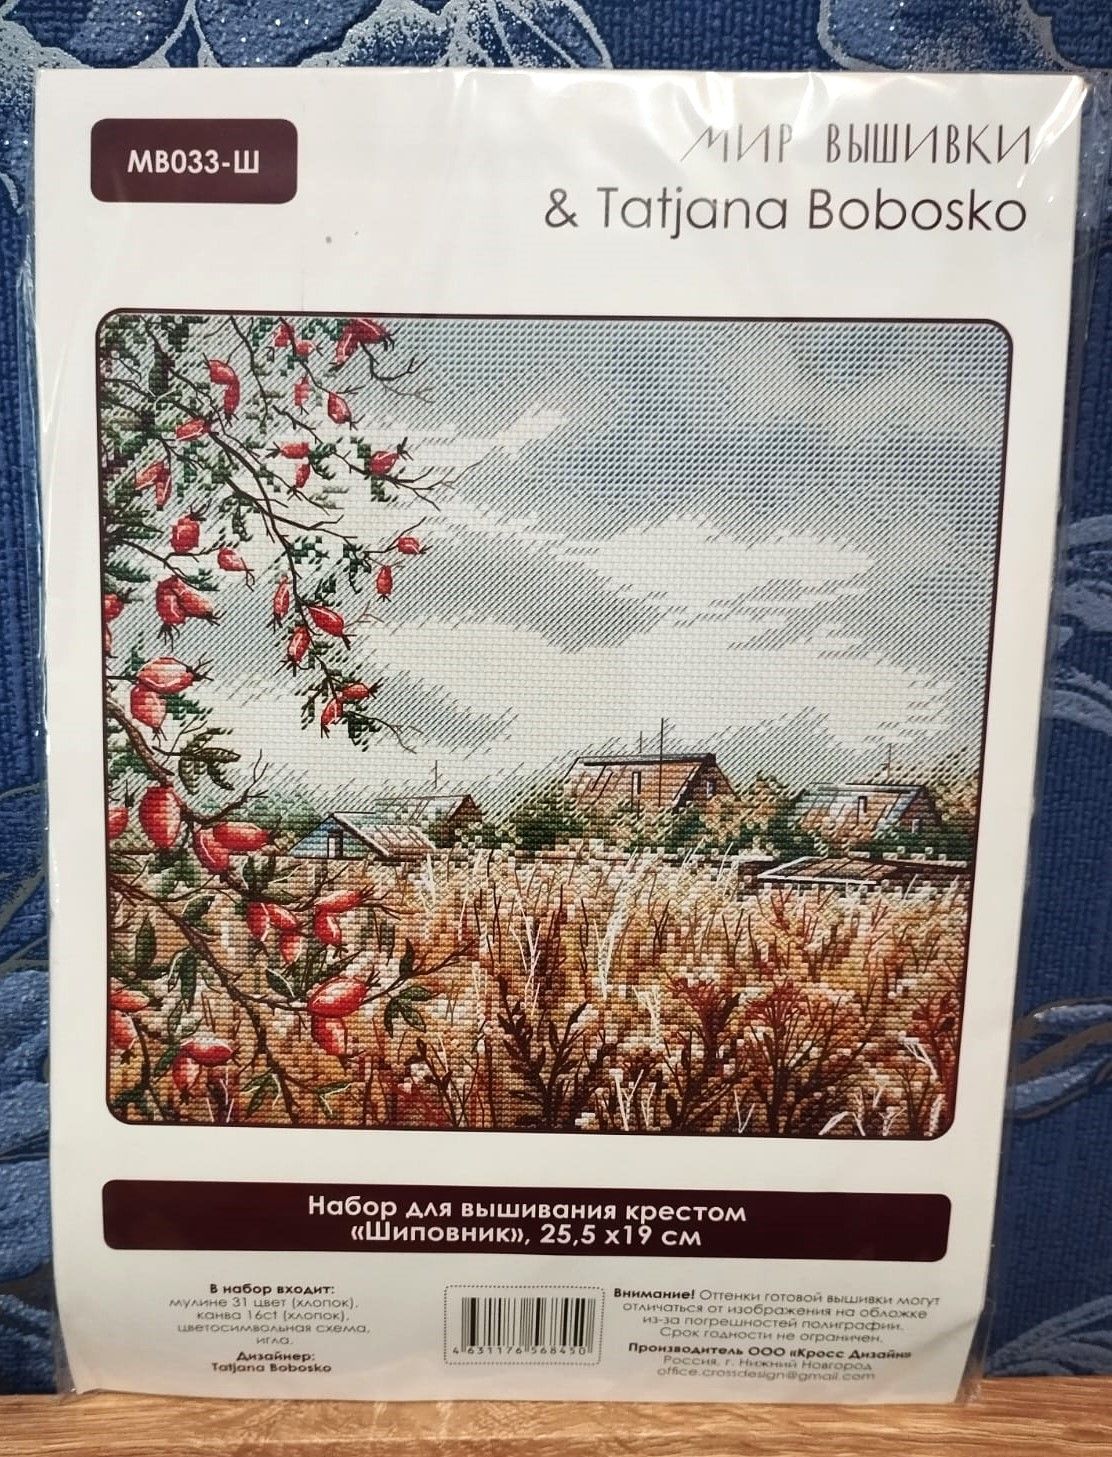 МВ033-Ш
МИР ВЫШИВКИ
& Tatjana Bobosko
Набор для вышивания крестом
«Шиповник», 25,5 х19 см
В набор входит:
мулине 31 цвет (хлопок),
канва 16ct (хлопок),
цветосимвольная схема,
игла.
Дизайнер:
Tatjana Bobosko
4 631176 568450
Внимание! Оттенки готовой вышивки могут
отличаться от изображения на обложке
из-за погрешностей полиграфии.
Срок годности не ограничен.
Производитель ООО «Кросс Дизайн»
Россия, г. Нижний Новгород
office.crossdesign@gmail.com